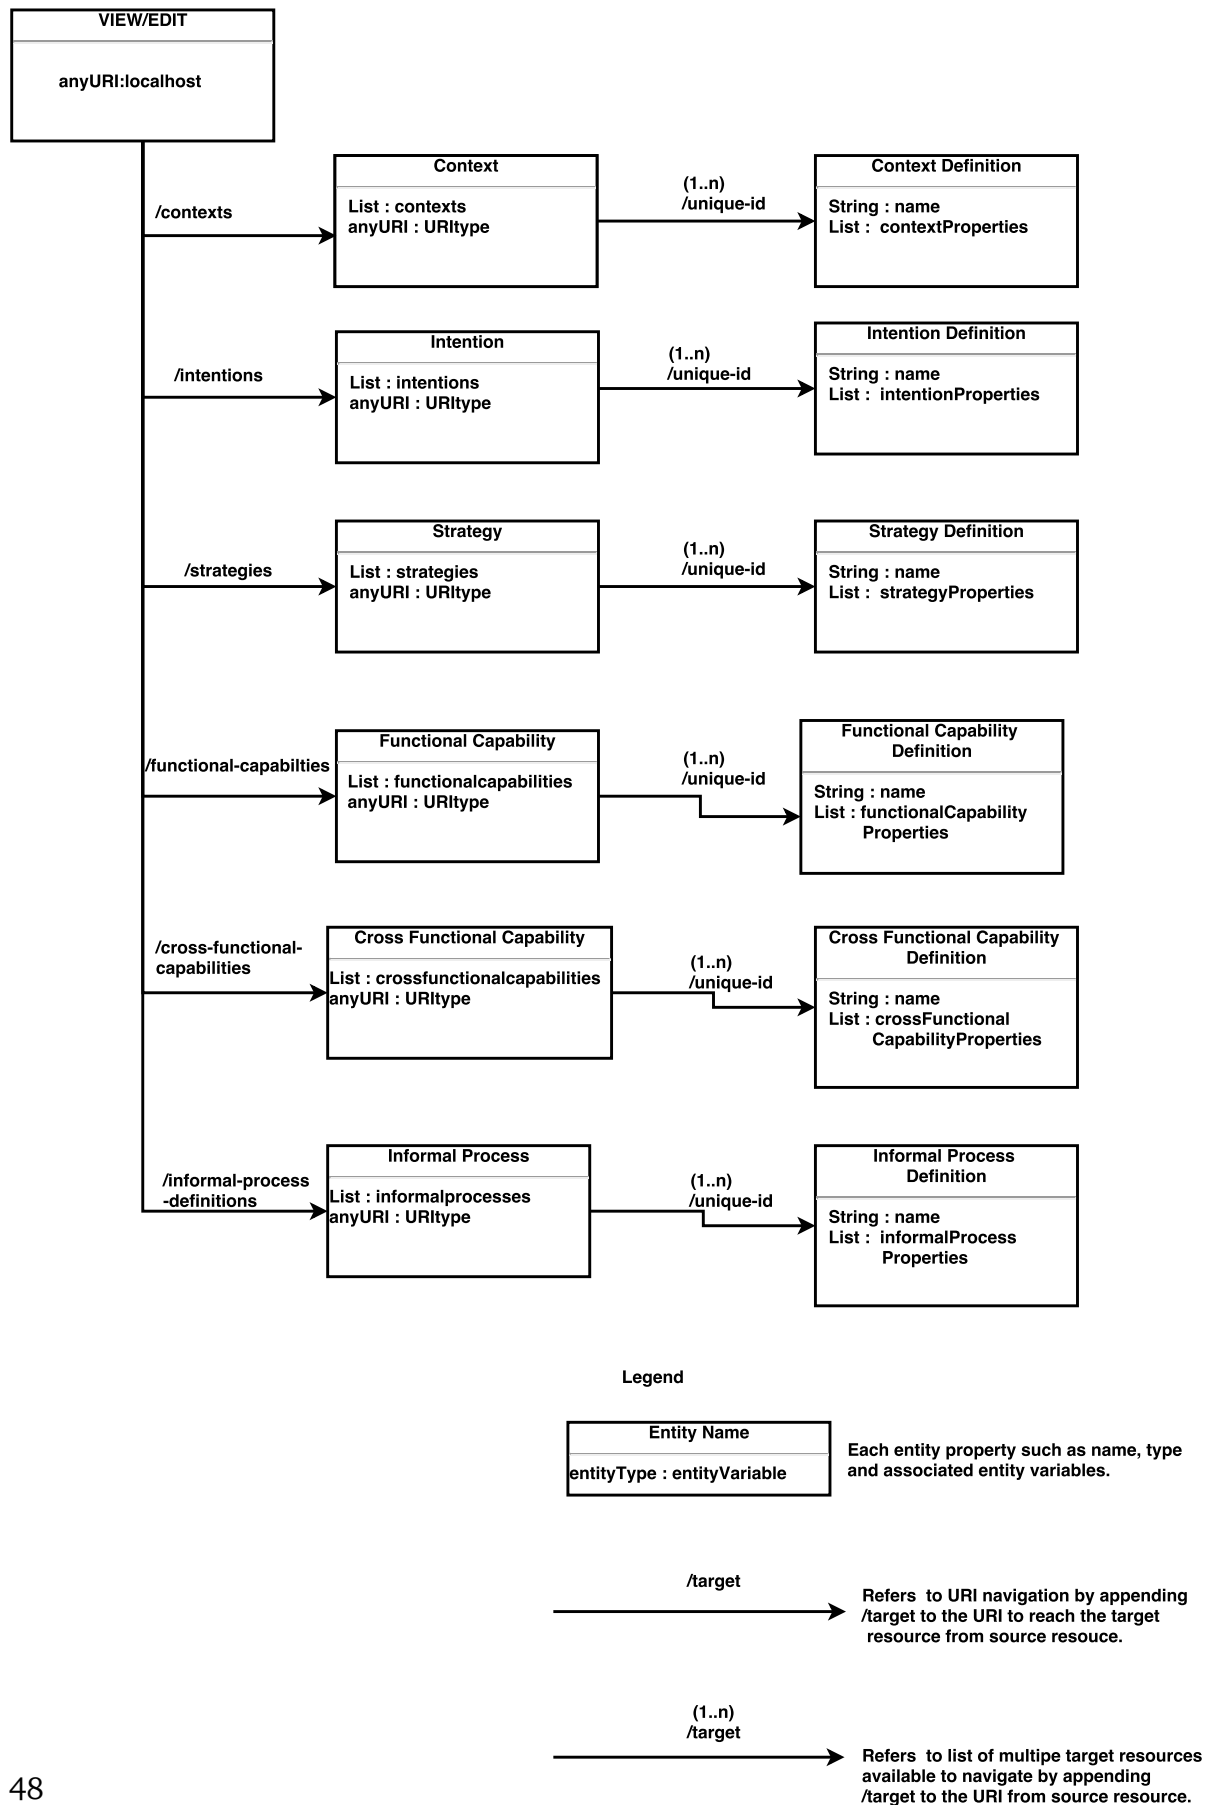 VIEW/EDIT
anyURI:localhost
/contexts
Context
List : contexts
anyURI : URItype
(1..n)
/unique-id
Context Definition
String : name
List :  contextProperties
/intentions
Intention
List : intentions
anyURI : URItype
(1..n)
/unique-id
Intention Definition
String : name
List :  intentionProperties
/strategies
Strategy
List : strategies
anyURI : URItype
(1..n)
/unique-id
Strategy Definition
String : name
List :  strategyProperties
/functional-capabilties
Functional Capability
List : functionalcapabilities
anyURI : URItype
(1..n)
/unique-id
Functional Capability
Definition
String : name
List : functionalCapability
Properties
/cross-functional-
capabilities
Cross Functional Capability
List : crossfunctionalcapabilities
anyURI : URItype
(1..n)
/unique-id
Cross Functional Capability
Definition
String : name
List : crossFunctional
CapabilityProperties
/informal-process
-definitions
Informal Process
List : informalprocesses
anyURI : URItype
(1..n)
/unique-id
Informal Process
Definition
String : name
List :  informalProcess
Properties
Legend
Entity Name
entityType : entityVariable
Each entity property such as name, type
and associated entity variables.
/target
Refers  to URI navigation by appending
/target to the URI to reach the target
resource from source resouce.
(1..n)
/target
Refers  to list of multipe target resources
available to navigate by appending
/target to the URI from source resource.
48